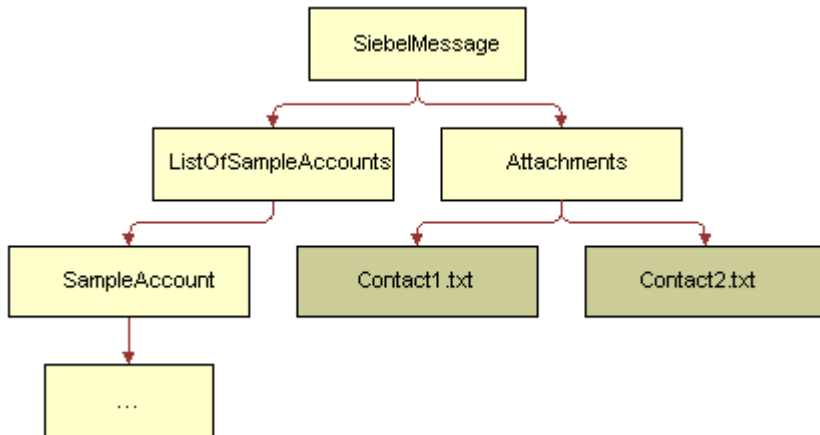 SiebelMessage
ListOfSampleAccounts
Attachments
SampleAccount
Contact1.txt
Contact2.txt
...